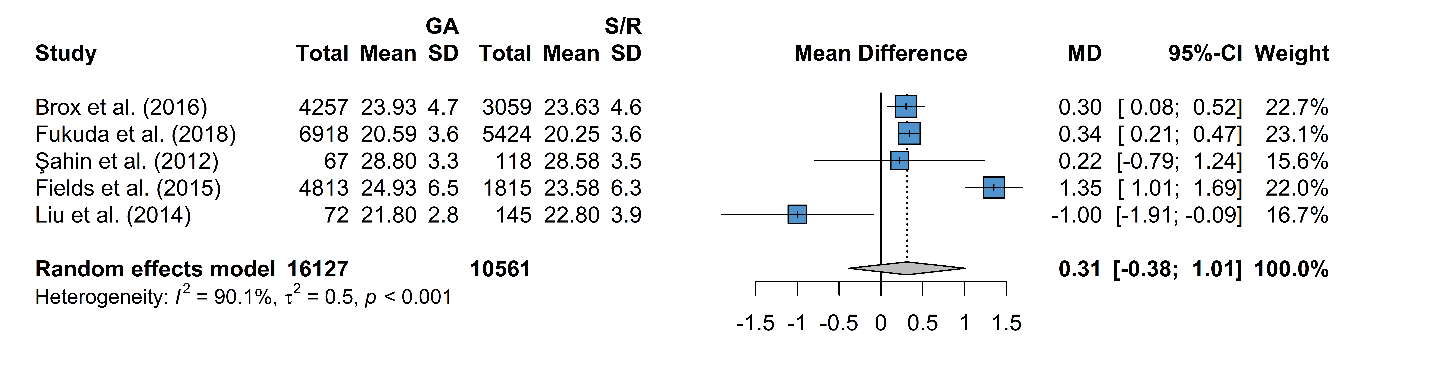 GA S/R
Study Total Mean SD Total Mean SD Mean Difference MD 95%-CI Weight
Brox et al. (2016) 4257 23.93 4.7 3059 23.63 4.6 0.30 [ 0.08; 0.52] 22.7%
Fukuda et al. (2018) 6918 20.59 3.6 5424 20.25 3.6 0.34 [ 0.21; 0.47] 23.1%
Şahin et al. (2012) 67 28.80 3.3 118 28.58 3.5 0.22 [-0.79; 1.24] 15.6%
Fields et al. (2015) 4813 24.93 6.5 1815 23.58 6.3 1.35 [ 1.01; 1.69] 22.0%
Liu et al. (2014) 72 21.80 2.8 145 22.80 3.9 -1.00 [-1.91; -0.09] 16.7%
Random effects model 16127 10561 0.31 [-0.38; 1.01] 100.0%
Heterogeneity: I² = 90.1%, τ² = 0.5, p < 0.001
-1.5 -1 -0.5 0 0.5 1 1.5